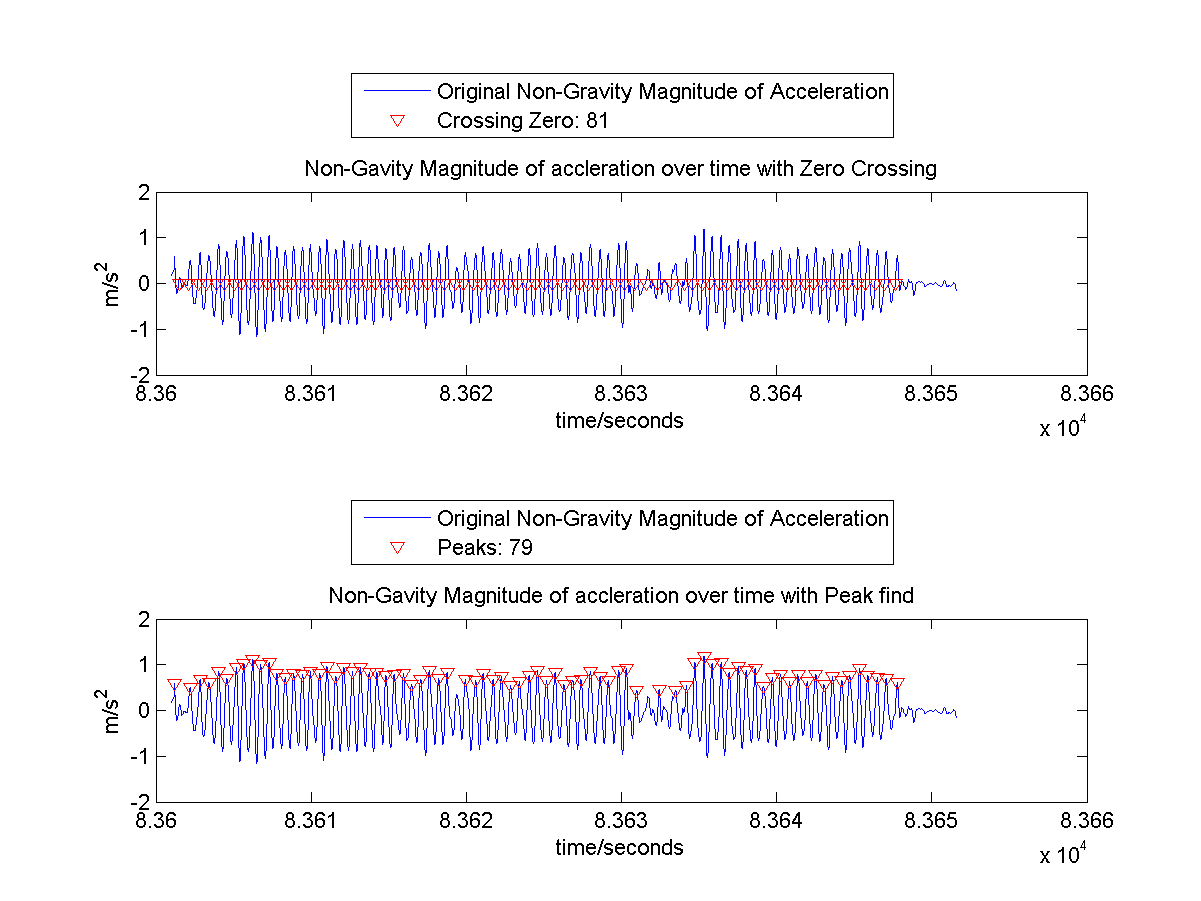 Original Non-Gravity Magnitude of Acceleration
Crossing Zero: 81
Non-Gavity Magnitude of accleration over time with Zero Crossing
2
1
0
-1
-2
m/s²
8.36 8.361 8.362 8.363 8.364 8.365 8.366
time/seconds
x 10⁴
Original Non-Gravity Magnitude of Acceleration
Peaks: 79
Non-Gavity Magnitude of accleration over time with Peak find
2
1
0
-1
-2
m/s²
8.36 8.361 8.362 8.363 8.364 8.365 8.366
time/seconds
x 10⁴